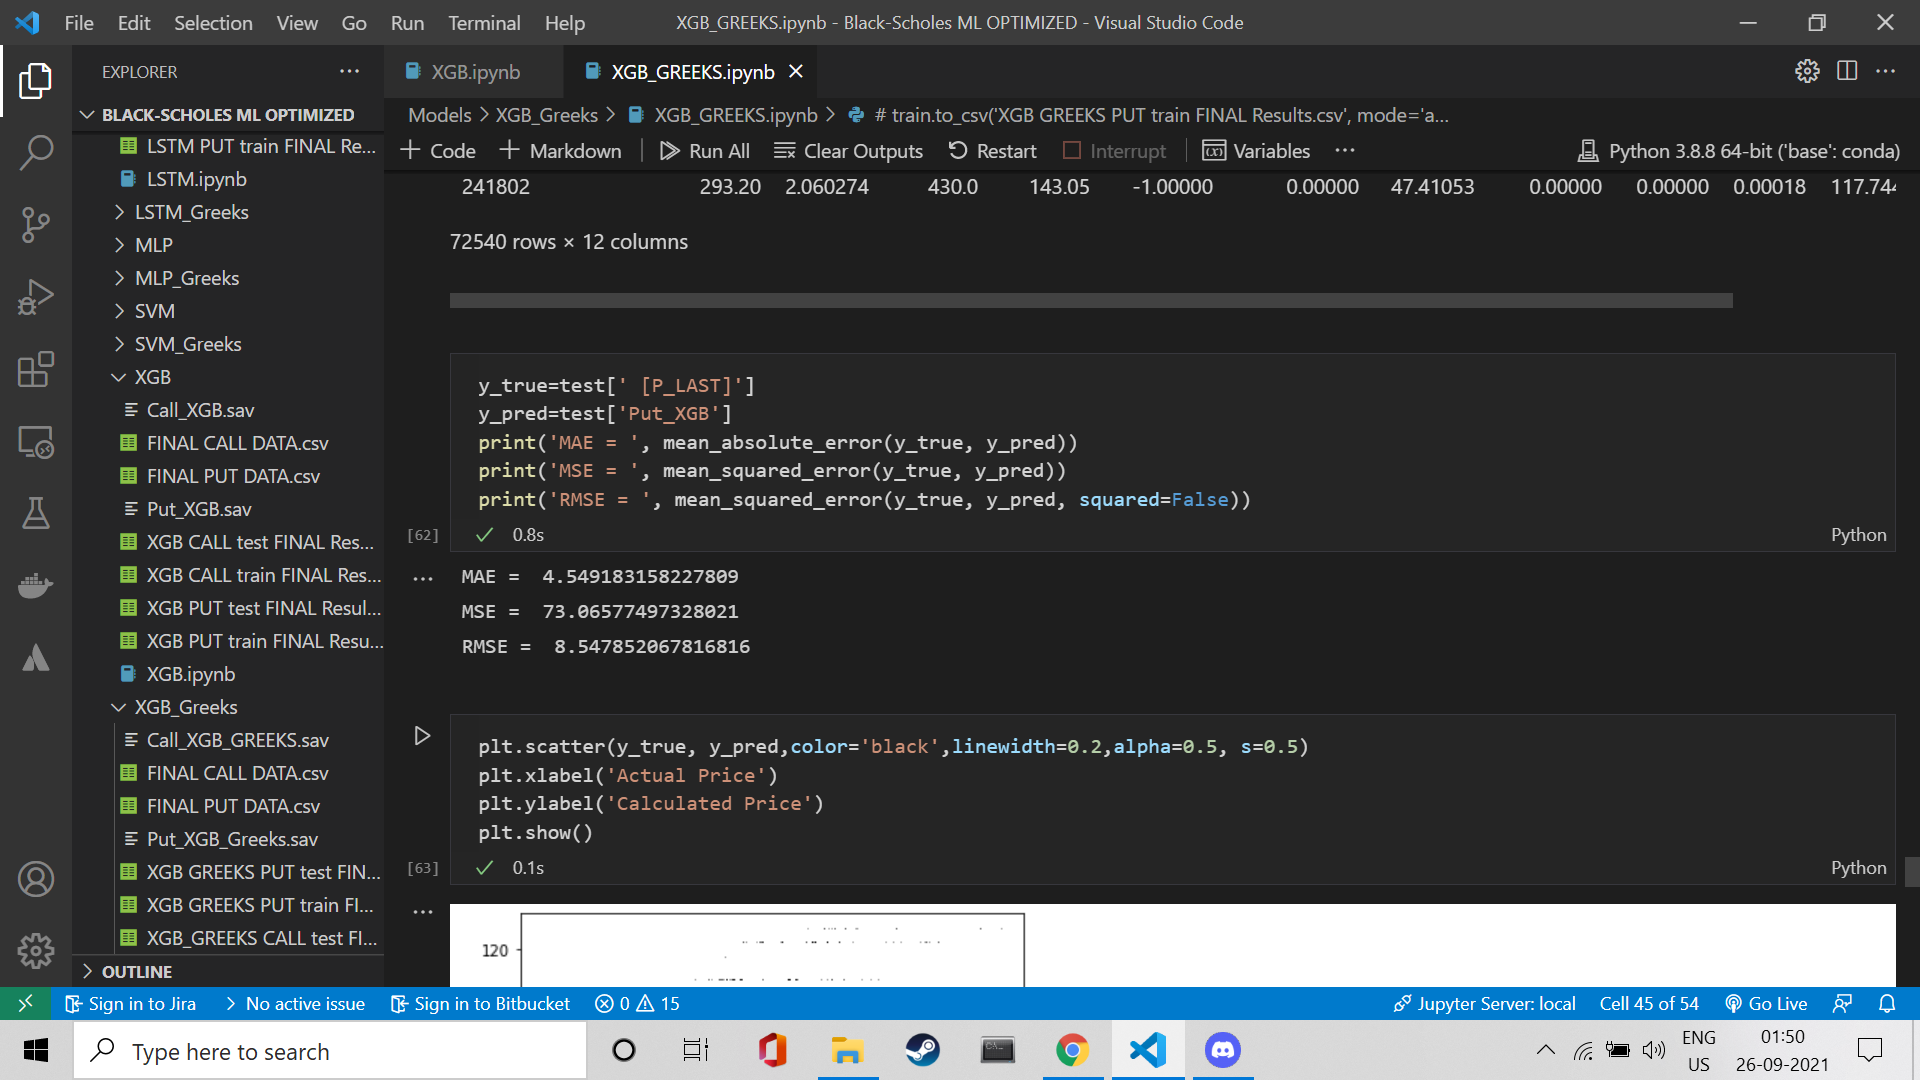 File Edit Selection View Go Run Terminal Help
XGB_GREEKS.ipynb - Black-Scholes ML OPTIMIZED - Visual Studio Code
EXPLORER
BLACK-SCHOLES ML OPTIMIZED
LSTM PUT train FINAL Re...
LSTM.ipynb
LSTM_Greeks
MLP
MLP_Greeks
SVM
SVM_Greeks
XGB
Call_XGB.sav
FINAL CALL DATA.csv
FINAL PUT DATA.csv
Put_XGB.sav
XGB CALL test FINAL Res...
XGB CALL train FINAL Res...
XGB PUT test FINAL Resul...
XGB PUT train FINAL Resu...
XGB.ipynb
XGB_Greeks
Call_XGB_GREEKS.sav
FINAL CALL DATA.csv
FINAL PUT DATA.csv
Put_XGB_Greeks.sav
XGB GREEKS PUT test FIN...
XGB GREEKS PUT train FI...
XGB_GREEKS CALL test FI...
OUTLINE
XGB.ipynb XGB_GREEKS.ipynb
Models > XGB_Greeks > XGB_GREEKS.ipynb > # train.to_csv('XGB GREEKS PUT train FINAL Results.csv', mode='a...
Code Markdown Run All Clear Outputs Restart Interrupt Variables ... Python 3.8.8 64-bit ('base': conda)
241802 293.20 2.060274 430.0 143.05 -1.00000 0.00000 47.41053 0.00000 0.00000 0.00018
72540 rows × 12 columns
y_true=test[' [P_LAST]']
y_pred=test['Put_XGB']
print('MAE = ', mean_absolute_error(y_true, y_pred))
print('MSE = ', mean_squared_error(y_true, y_pred))
print('RMSE = ', mean_squared_error(y_true, y_pred, squared=False))
[62] 0.8s Python
MAE = 4.549183158227809
MSE = 73.06577497328021
RMSE = 8.547852067816816
plt.scatter(y_true, y_pred,color='black',linewidth=0.2,alpha=0.5, s=0.5)
plt.xlabel('Actual Price')
plt.ylabel('Calculated Price')
plt.show()
[63] 0.1s Python
120
Sign in to Jira No active issue Sign in to Bitbucket 0 15 Jupyter Server: local Cell 45 of 54 Go Live
Type here to search
ENG
US
01:50
26-09-2021